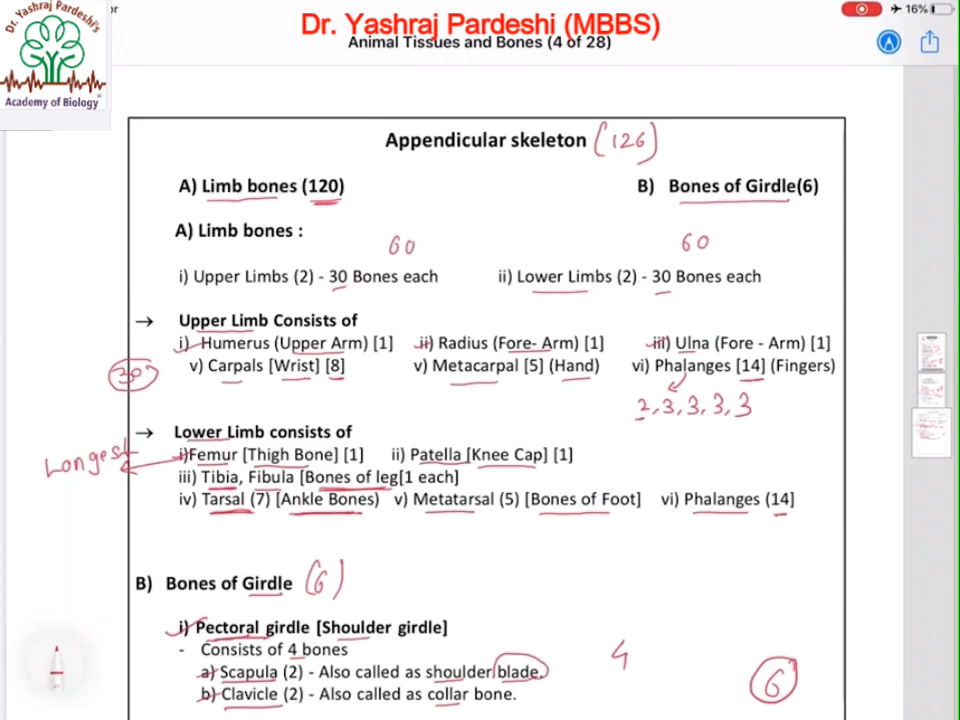 Dr. Yashraj Pardeshi's
Academy of Biology
or
Dr. Yashraj Pardeshi (MBBS)
16%
Animal Tissues and Bones (4 of 28)
Appendicular skeleton (126)
A) Limb bones (120) B) Bones of Girdle(6)
A) Limb bones :
60 60
i) Upper Limbs (2) - 30 Bones each ii) Lower Limbs (2) - 30 Bones each
→ Upper Limb Consists of
i) Humerus (Upper Arm) [1] ii) Radius (Fore- Arm) [1] iii) Ulna (Fore - Arm) [1]
30 v) Carpals [Wrist] [8] v) Metacarpal [5] (Hand) vi) Phalanges [14] (Fingers)
2, 3, 3, 3, 3
→ Lower Limb consists of
Longest i)Femur [Thigh Bone] [1] ii) Patella [Knee Cap] [1]
iii) Tibia, Fibula [Bones of leg[1 each]
iv) Tarsal (7) [Ankle Bones) v) Metatarsal (5) [Bones of Foot] vi) Phalanges (14]
B) Bones of Girdle (6)
i) Pectoral girdle [Shoulder girdle]
- Consists of 4 bones 4
a) Scapula (2) - Also called as shoulder blade. 6
b) Clavicle (2) - Also called as collar bone.